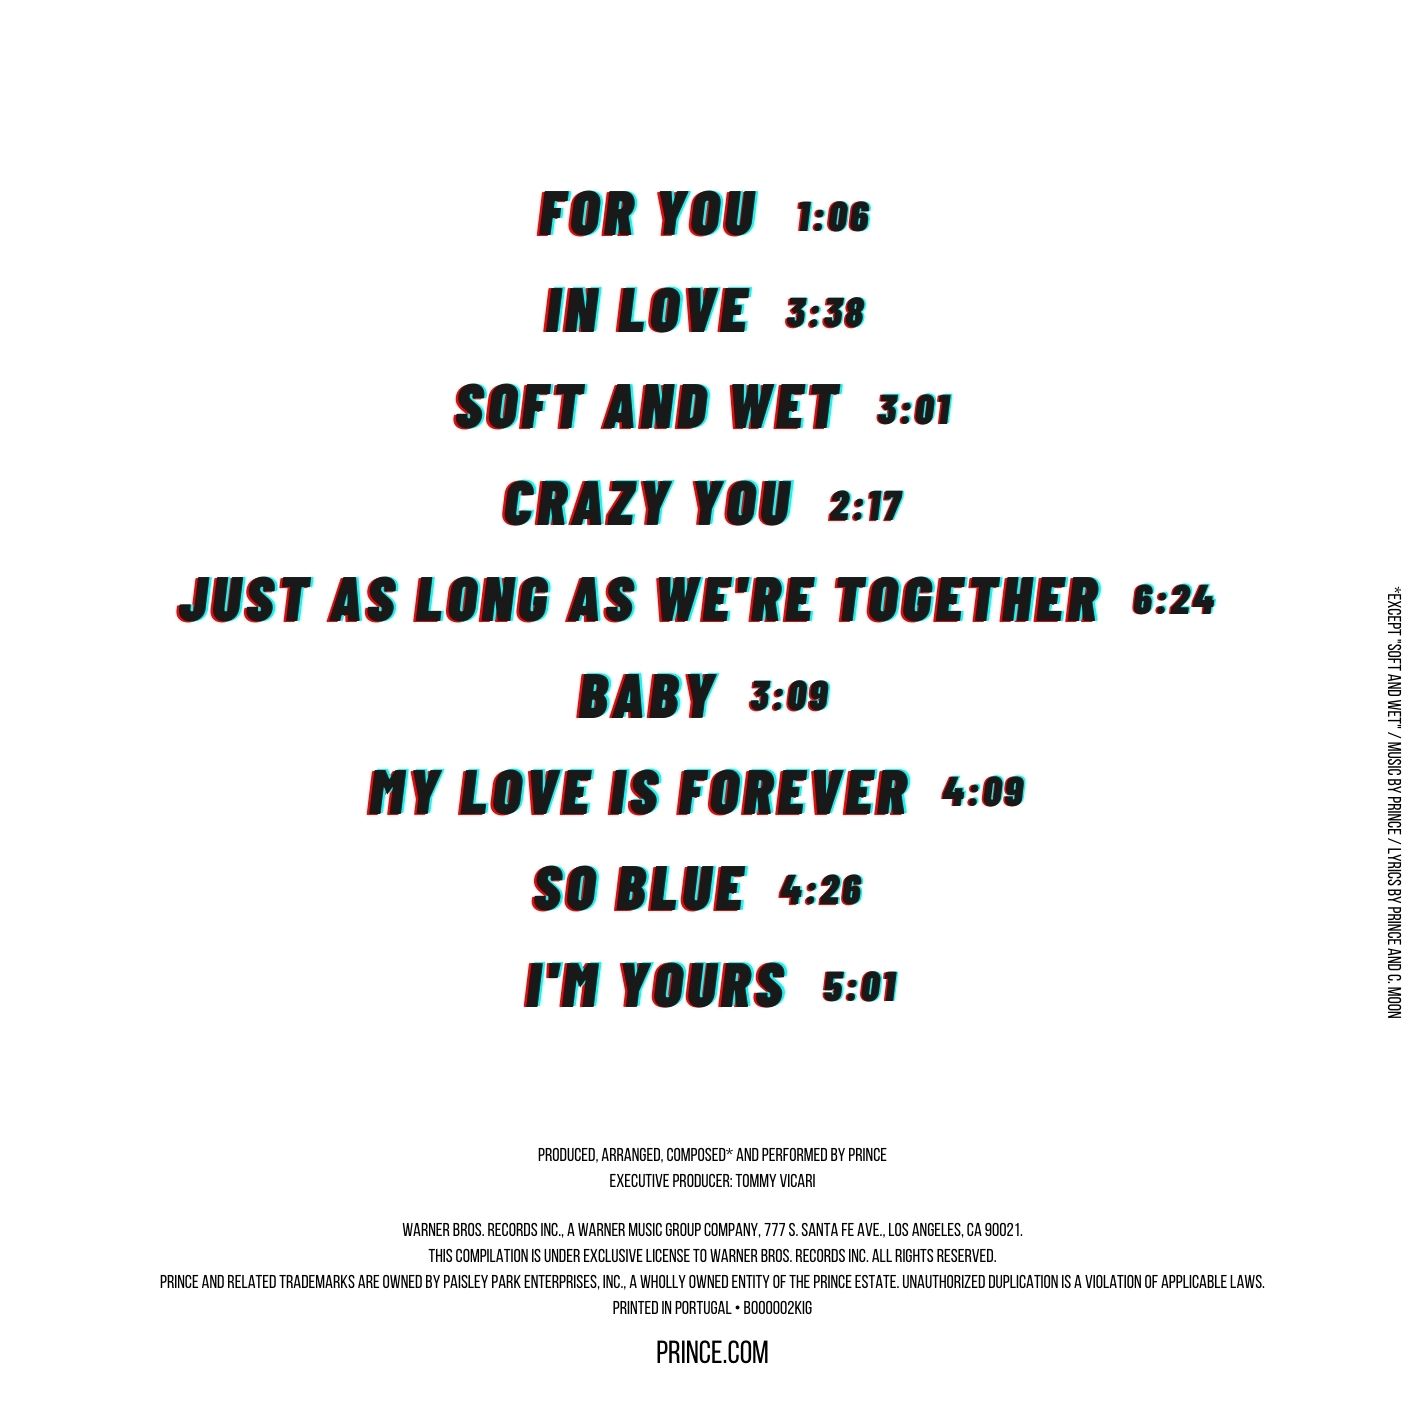 FOR YOU 1:06
IN LOVE 3:38
SOFT AND WET 3:01
CRAZY YOU 2:17
JUST AS LONG AS WE'RE TOGETHER 6:24
BABY 3:09
MY LOVE IS FOREVER 4:09
SO BLUE 4:26
I'M YOURS 5:01
PRODUCED, ARRANGED, COMPOSED* AND PERFORMED BY PRINCE
EXECUTIVE PRODUCER: TOMMY VICARI
WARNER BROS. RECORDS INC., A WARNER MUSIC GROUP COMPANY, 777 S. SANTA FE AVE., LOS ANGELES, CA 90021.
THIS COMPILATION IS UNDER EXCLUSIVE LICENSE TO WARNER BROS. RECORDS INC. ALL RIGHTS RESERVED.
PRINCE AND RELATED TRADEMARKS ARE OWNED BY PAISLEY PARK ENTERPRISES, INC., A WHOLLY OWNED ENTITY OF THE PRINCE ESTATE. UNAUTHORIZED DUPLICATION IS A VIOLATION OF APPLICABLE LAWS.
PRINTED IN PORTUGAL • B000002KIG
PRINCE.COM
*EXCEPT "SOFT AND WET" / MUSIC BY PRINCE / LYRICS BY PRINCE AND C. MOON